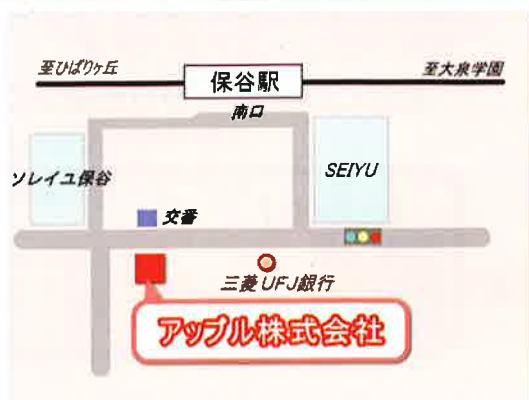 至ひばりヶ丘
保谷駅
至大泉学園
南口
ソレイユ保谷
SEIYU
交番
三菱UFJ銀行
アップル株式会社